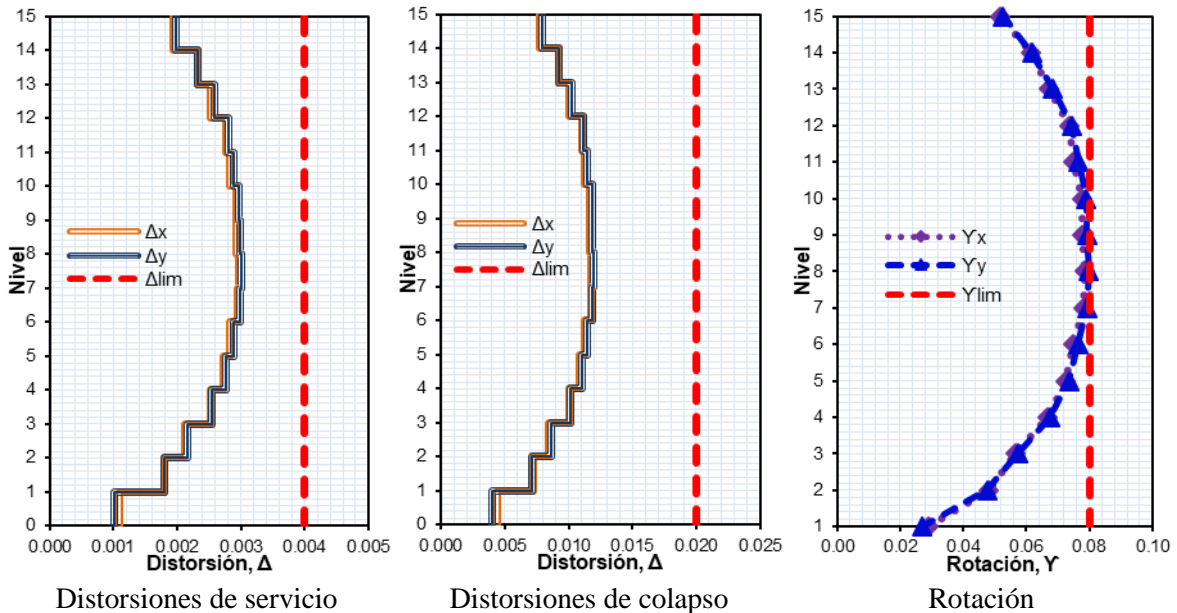 15
14
13
12
11
10
9
8
7
6
5
4
3
2
1
0
Nivel
Δx
Δy
Δlim
0.000 0.001 0.002 0.003 0.004 0.005
Distorsión, Δ
Distorsiones de servicio
15
14
13
12
11
10
9
8
7
6
5
4
3
2
1
0
Nivel
Δx
Δy
Δlim
0.000 0.005 0.010 0.015 0.020 0.025
Distorsión, Δ
Distorsiones de colapso
15
14
13
12
11
10
9
8
7
6
5
4
3
2
1
Nivel
ϒx
ϒy
ϒlim
0.00 0.02 0.04 0.06 0.08 0.10
Rotación, ϒ
Rotación